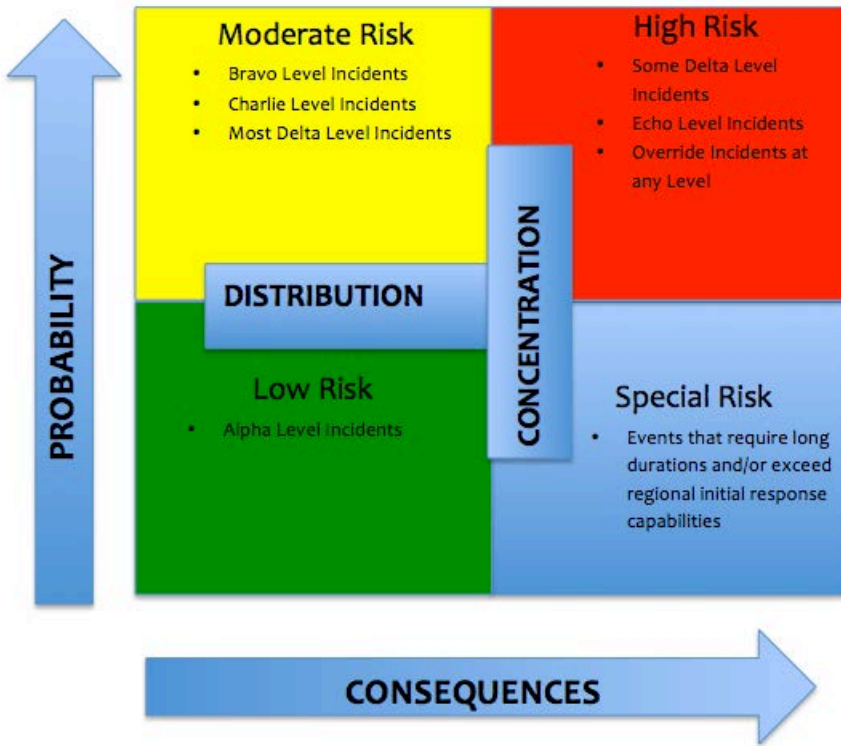 Moderate Risk
• Bravo Level Incidents
• Charlie Level Incidents
• Most Delta Level Incidents
High Risk
• Some Delta Level
Incidents
• Echo Level Incidents
• Override Incidents at
any Level
PROBABILITY
DISTRIBUTION
CONCENTRATION
Low Risk
• Alpha Level Incidents
Special Risk
• Events that require long
durations and/or exceed
regional initial response
capabilities
CONSEQUENCES